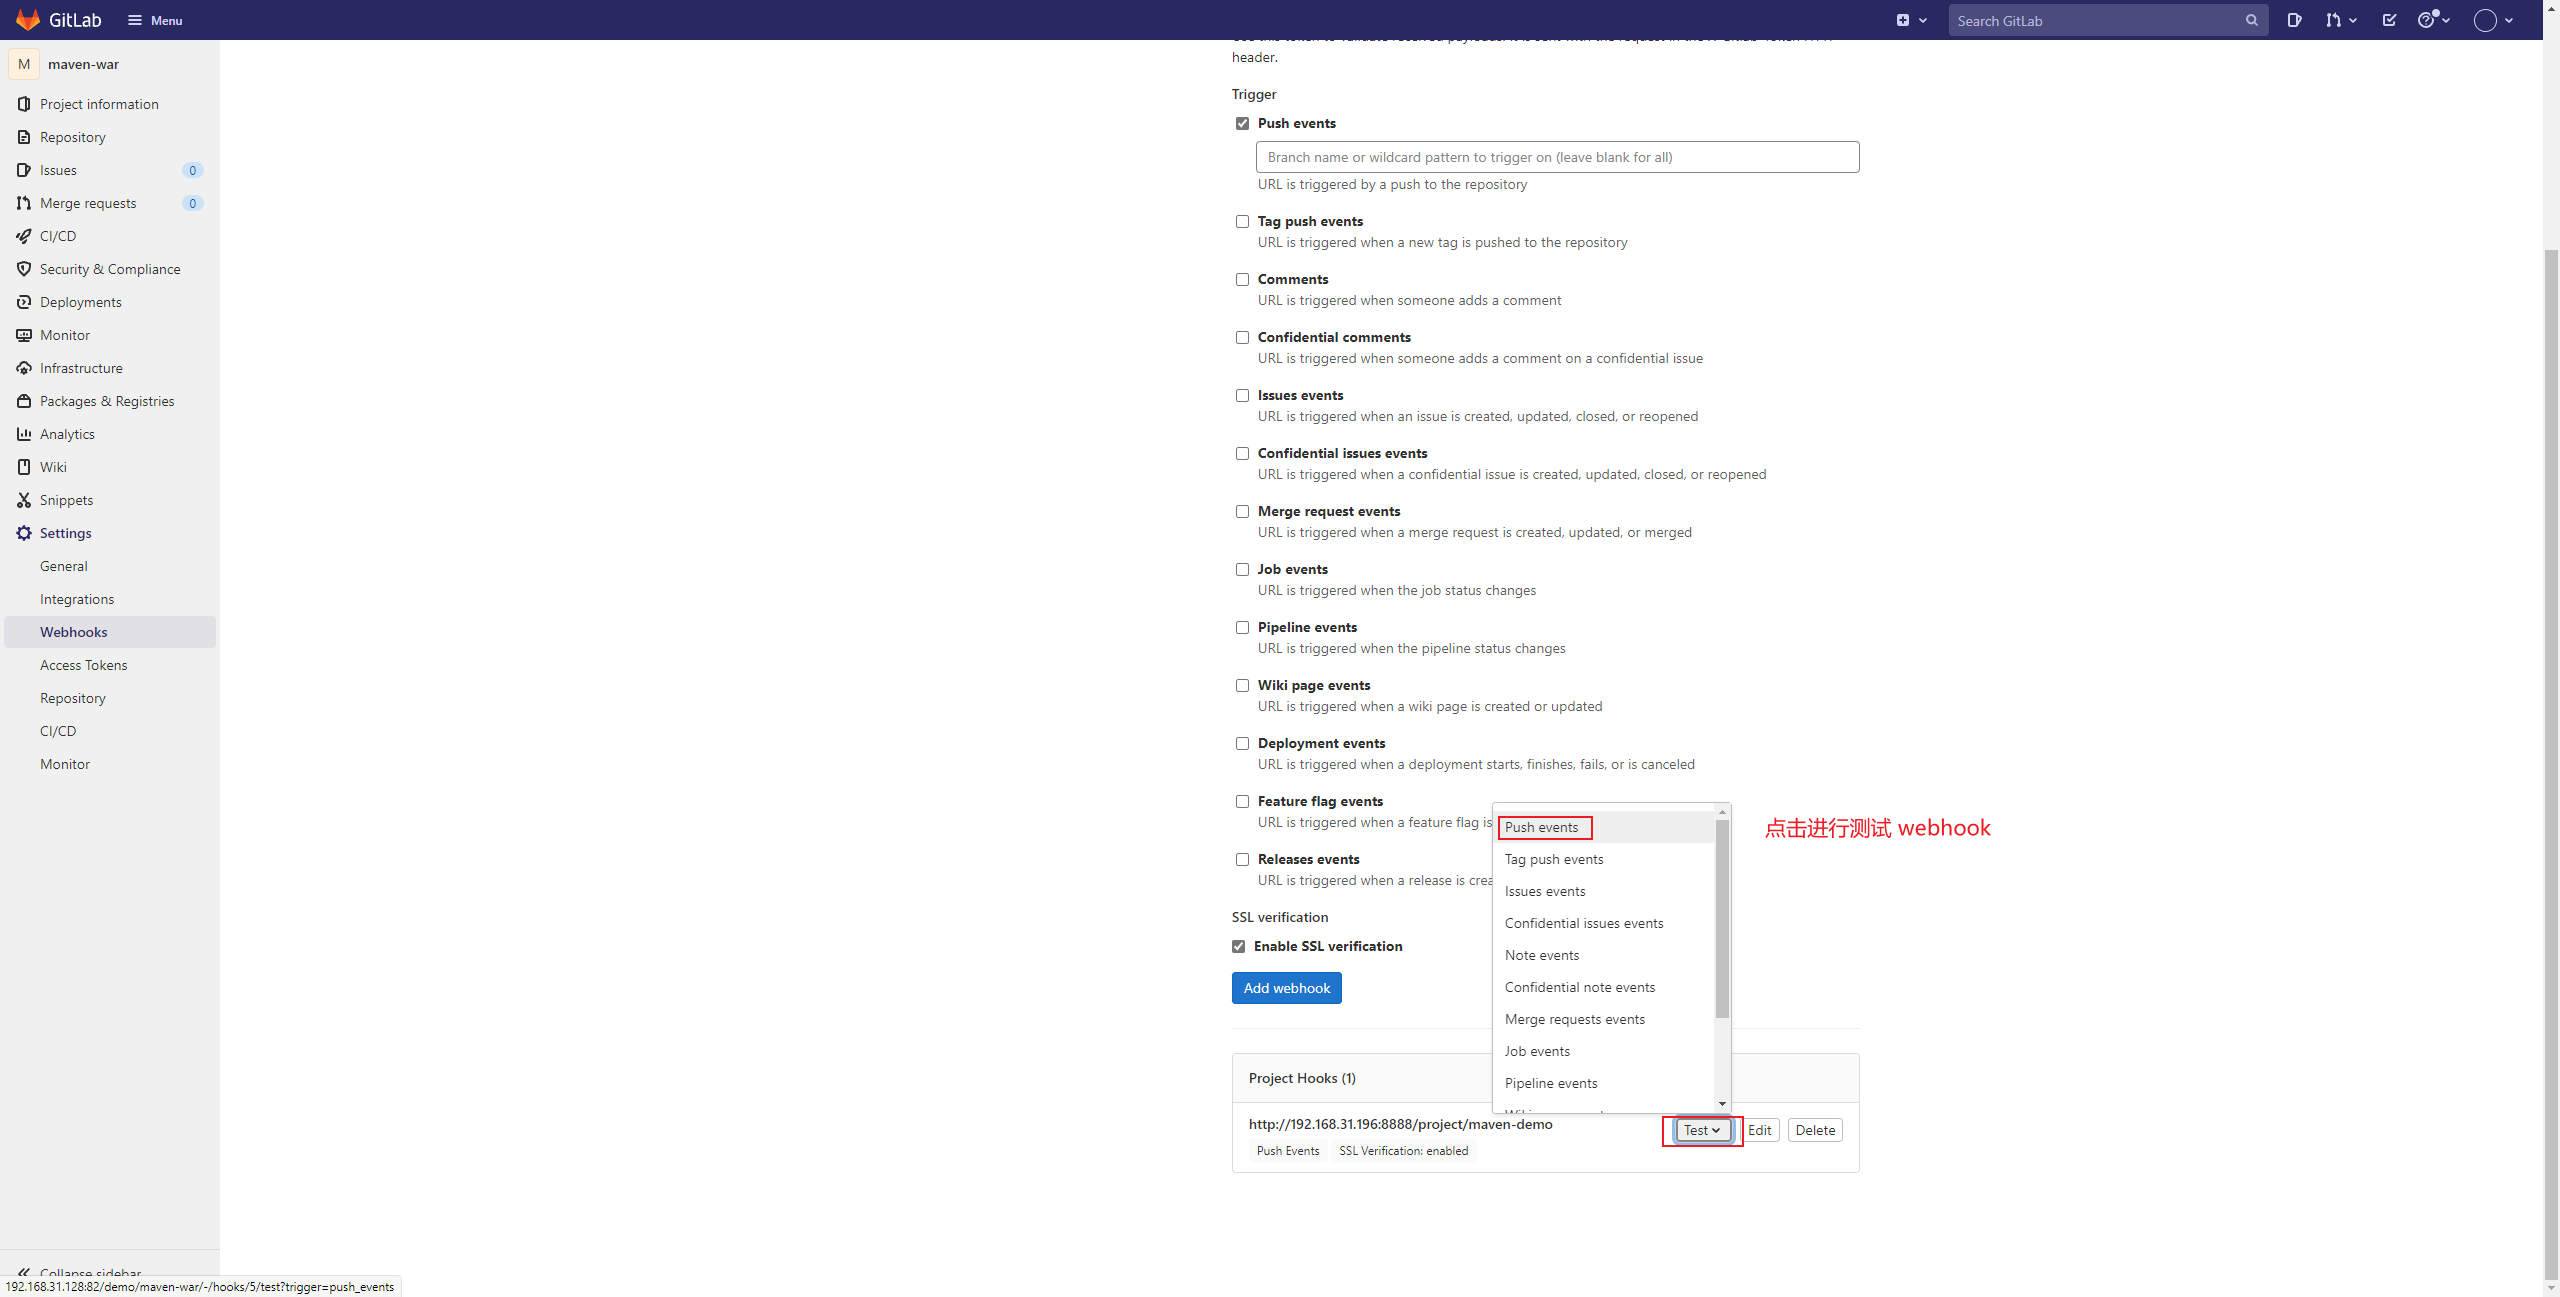 GitLab
Menu
Search GitLab
M
maven-war
Project information
Repository
Issues
0
Merge requests
0
CI/CD
Security & Compliance
Deployments
Monitor
Infrastructure
Packages & Registries
Analytics
Wiki
Snippets
Settings
General
Integrations
Webhooks
Access Tokens
Repository
CI/CD
Monitor
Collapse sidebar
192.168.31.128:82/demo/maven-war/-/hooks/5/test?trigger=push_events
header.
Trigger
Push events
Branch name or wildcard pattern to trigger on (leave blank for all)
URL is triggered by a push to the repository
Tag push events
URL is triggered when a new tag is pushed to the repository
Comments
URL is triggered when someone adds a comment
Confidential comments
URL is triggered when someone adds a comment on a confidential issue
Issues events
URL is triggered when an issue is created, updated, closed, or reopened
Confidential issues events
URL is triggered when a confidential issue is created, updated, closed, or reopened
Merge request events
URL is triggered when a merge request is created, updated, or merged
Job events
URL is triggered when the job status changes
Pipeline events
URL is triggered when the pipeline status changes
Wiki page events
URL is triggered when a wiki page is created or updated
Deployment events
URL is triggered when a deployment starts, finishes, fails, or is canceled
Feature flag events
URL is triggered when a feature flag is
Releases events
URL is triggered when a release is crea
SSL verification
Enable SSL verification
Add webhook
Push events
Tag push events
Issues events
Confidential issues events
Note events
Confidential note events
Merge requests events
Job events
Pipeline events
点击进行测试 webhook
Project Hooks (1)
http://192.168.31.196:8888/project/maven-demo
Test
Edit
Delete
Push Events
SSL Verification: enabled